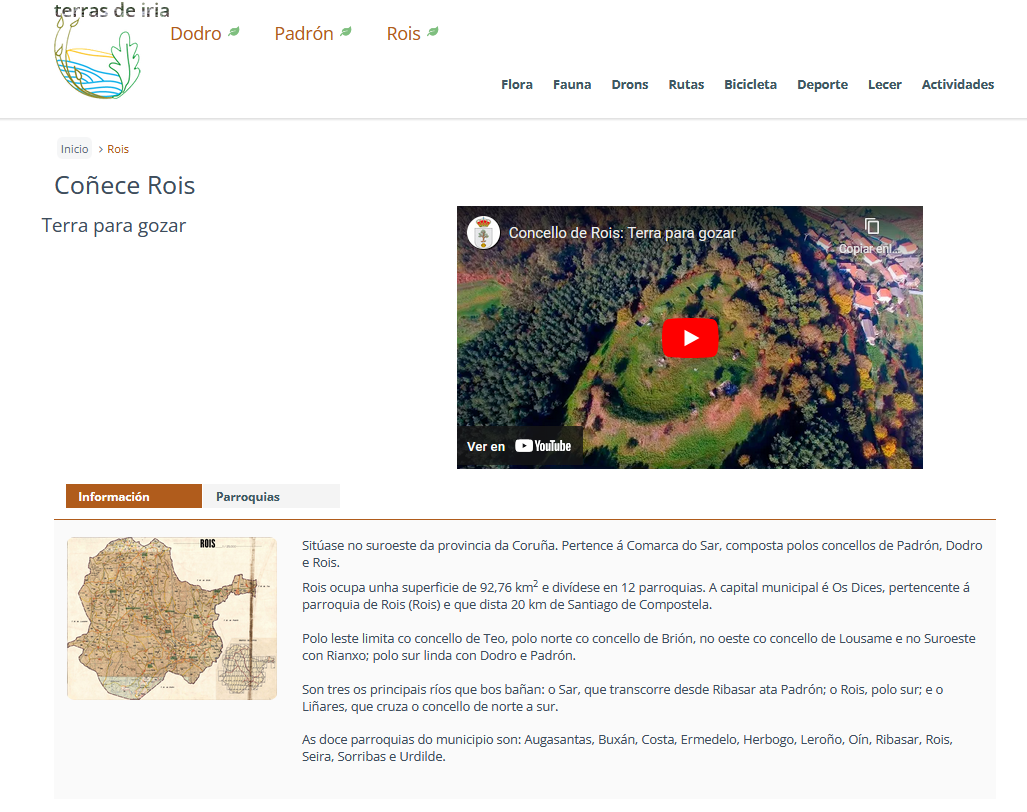 terras de iria
Dodro
Padrón
Rois
Flora
Fauna
Drons
Rutas
Bicicleta
Deporte
Lecer
Actividades
Inicio > Rois
Coñece Rois
Terra para gozar
Concello de Rois: Terra para gozar
Copiar enl...
Ver en YouTube
Información
Parroquias
ROIS
Sitúase no suroeste da provincia da Coruña. Pertence á Comarca do Sar, composta polos concellos de Padrón, Dodro
e Rois.
Rois ocupa unha superficie de 92,76 km² e divídese en 12 parroquias. A capital municipal é Os Dices, pertencente á
parroquia de Rois (Rois) e que dista 20 km de Santiago de Compostela.
Polo leste limita co concello de Teo, polo norte co concello de Brión, no oeste co concello de Lousame e no Suroeste
con Rianxo; polo sur linda con Dodro e Padrón.
Son tres os principais ríos que bos bañan: o Sar, que transcorre desde Ribasar ata Padrón; o Rois, polo sur; e o
Liñares, que cruza o concello de norte a sur.
As doce parroquias do municipio son: Augasantas, Buxán, Costa, Ermedelo, Herbogo, Leroño, Oín, Ribasar, Rois,
Seira, Sorribas e Urdilde.